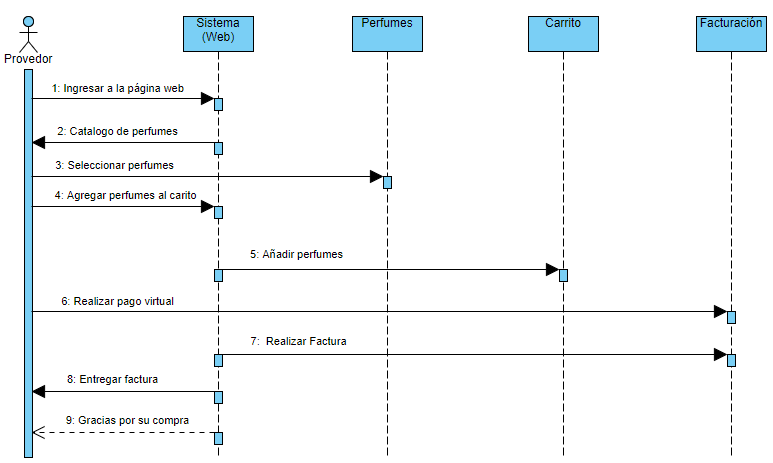 Provedor
Sistema
(Web)
Perfumes
Carrito
Facturación
1: Ingresar a la página web
2: Catalogo de perfumes
3: Seleccionar perfumes
4: Agregar perfumes al carito
5: Añadir perfumes
6: Realizar pago virtual
7: Realizar Factura
8: Entregar factura
9: Gracias por su compra